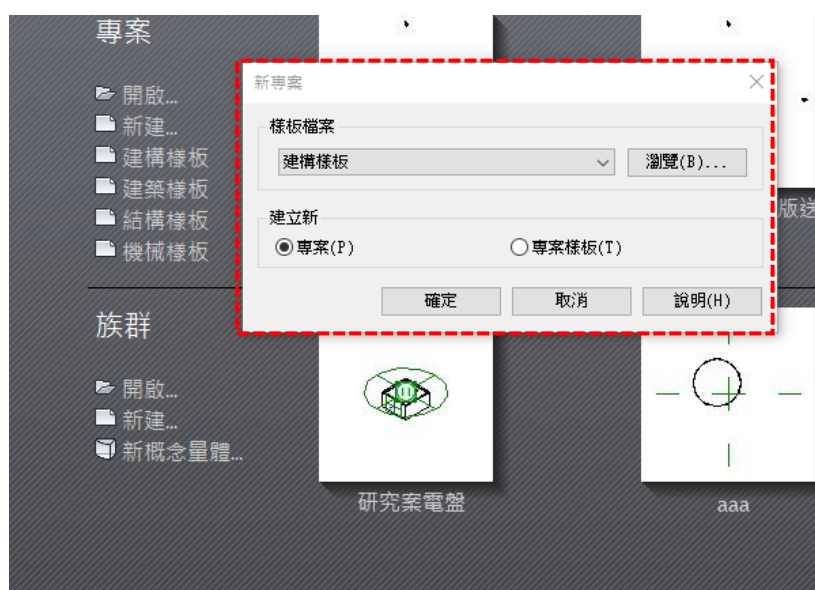 專案
開啟...
新建...
建構樣板
建築樣板
結構樣板
機械樣板
新專案
樣板檔案
建構樣板
瀏覽(B)...
建立新
專案(P)
專案樣板(T)
確定
取消
說明(H)
版送
族群
開啟...
新建...
新概念量體...
研究案電盤
aaa